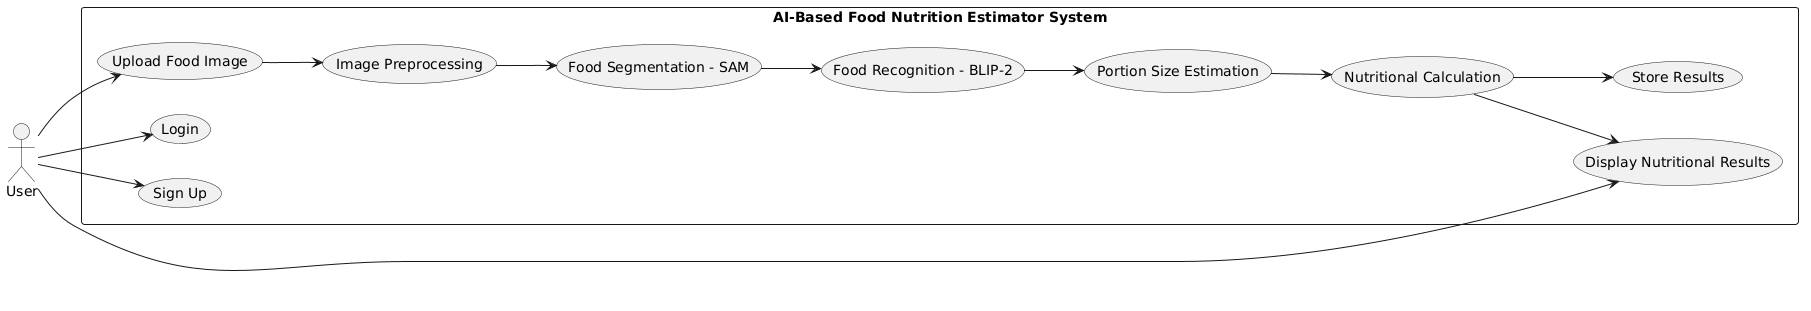 AI-Based Food Nutrition Estimator System
Upload Food Image
Image Preprocessing
Food Segmentation - SAM
Food Recognition - BLIP-2
Portion Size Estimation
Nutritional Calculation
Store Results
Login
Display Nutritional Results
Sign Up
User